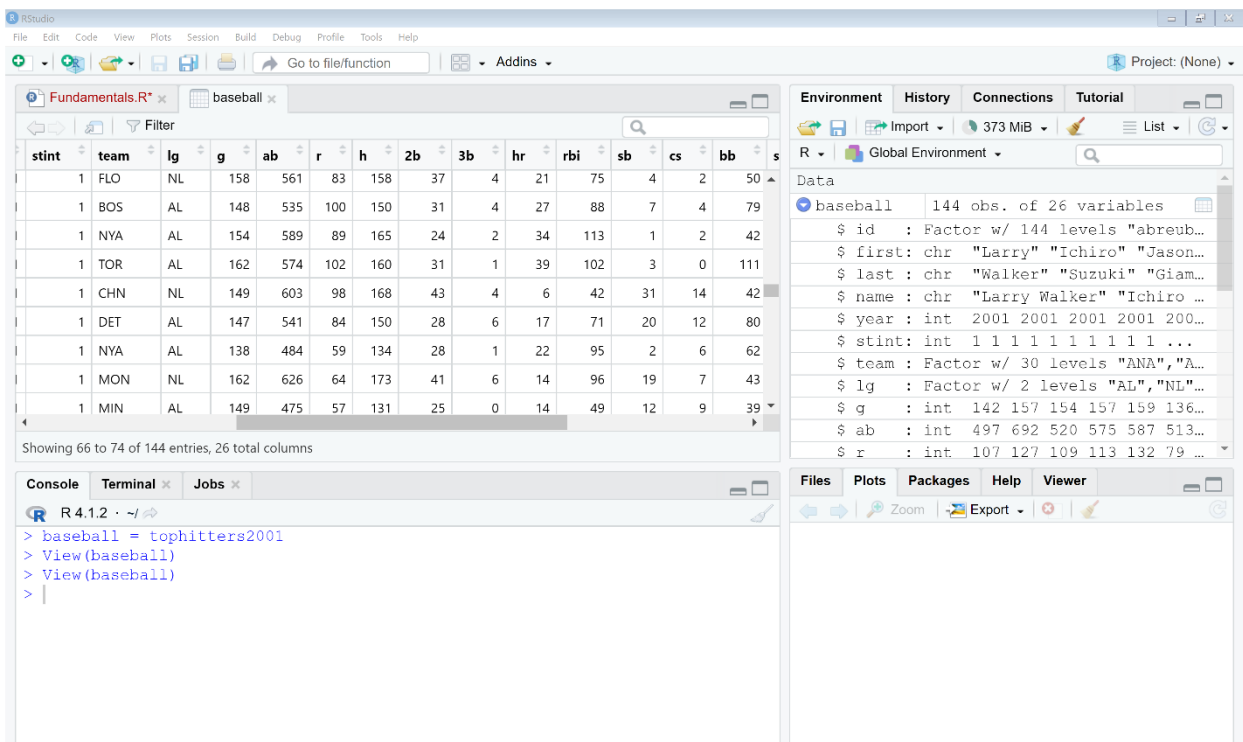 RStudio
File Edit Code View Plots Session Build Debug Profile Tools Help
Go to file/function Addins Project: (None)
Fundamentals.R* baseball
Filter
stint team lg g ab r h 2b 3b hr rbi sb cs bb s
1 FLO NL 158 561 83 158 37 4 21 75 4 2 50
1 BOS AL 148 535 100 150 31 4 27 88 7 4 79
1 NYA AL 154 589 89 165 24 2 34 113 1 2 42
1 TOR AL 162 574 102 160 31 1 39 102 3 0 111
1 CHN NL 149 603 98 168 43 4 6 42 31 14 42
1 DET AL 147 541 84 150 28 6 17 71 20 12 80
1 NYA AL 138 484 59 134 28 1 22 95 2 6 62
1 MON NL 162 626 64 173 41 6 14 96 19 7 43
1 MIN AL 149 475 57 131 25 0 14 49 12 9 39
Showing 66 to 74 of 144 entries, 26 total columns
Console Terminal Jobs
R 4.1.2 · ~/
> baseball = tophitters2001
> View(baseball)
> View(baseball)
>
Environment History Connections Tutorial
Import 373 MiB List
R Global Environment
Data
baseball 144 obs. of 26 variables
$ id : Factor w/ 144 levels "abreub…
$ first: chr "Larry" "Ichiro" "Jason…
$ last : chr "Walker" "Suzuki" "Giam…
$ name : chr "Larry Walker" "Ichiro …
$ year : int 2001 2001 2001 2001 200…
$ stint: int 1 1 1 1 1 1 1 1 1 1 ...
$ team : Factor w/ 30 levels "ANA","A…
$ lg : Factor w/ 2 levels "AL","NL"…
$ g : int 142 157 154 157 159 136…
$ ab : int 497 692 520 575 587 513…
$ r : int 107 127 109 113 132 79 …
Files Plots Packages Help Viewer
Zoom Export